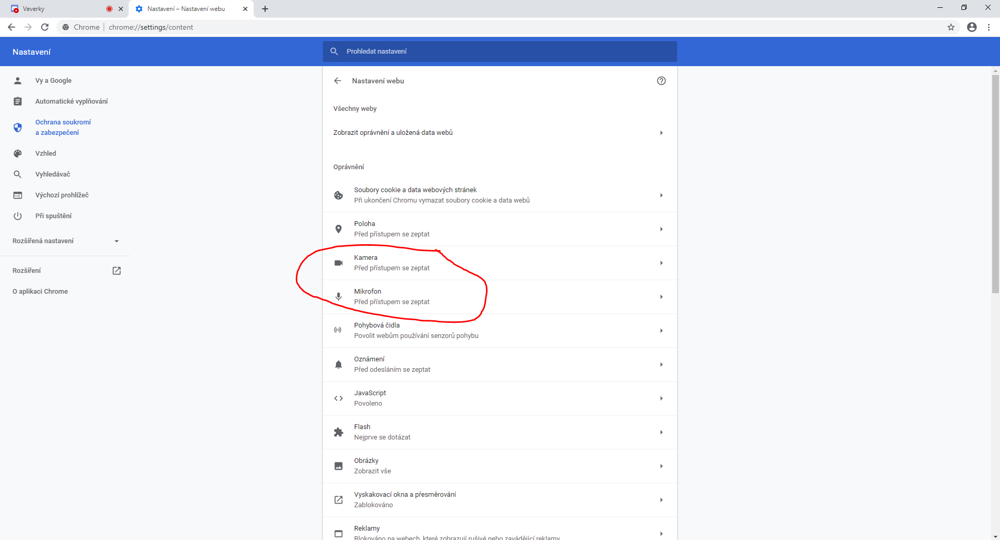 Veverky
Nastavení – Nastavení webu
Chrome
chrome://settings/content
Nastavení
Prohledat nastavení
Vy a Google
Automatické vyplňování
Ochrana soukromí
a zabezpečení
Vzhled
Vyhledávač
Výchozí prohlížeč
Při spuštění
Rozšířená nastavení
Rozšíření
O aplikaci Chrome
Nastavení webu
Všechny weby
Zobrazit oprávnění a uložená data webů
Oprávnění
Soubory cookie a data webových stránek
Při ukončení Chromu vymazat soubory cookie a data webů
Poloha
Před přístupem se zeptat
Kamera
Před přístupem se zeptat
Mikrofon
Před přístupem se zeptat
Pohybová čidla
Povolit webům používání senzorů pohybu
Oznámení
Před odesláním se zeptat
JavaScript
Povoleno
Flash
Nejprve se dotázat
Obrázky
Zobrazit vše
Vyskakovací okna a přesměrování
Zablokováno
Reklamy
Blokováno na webech, které zobrazují rušivé nebo zavádějící reklamy